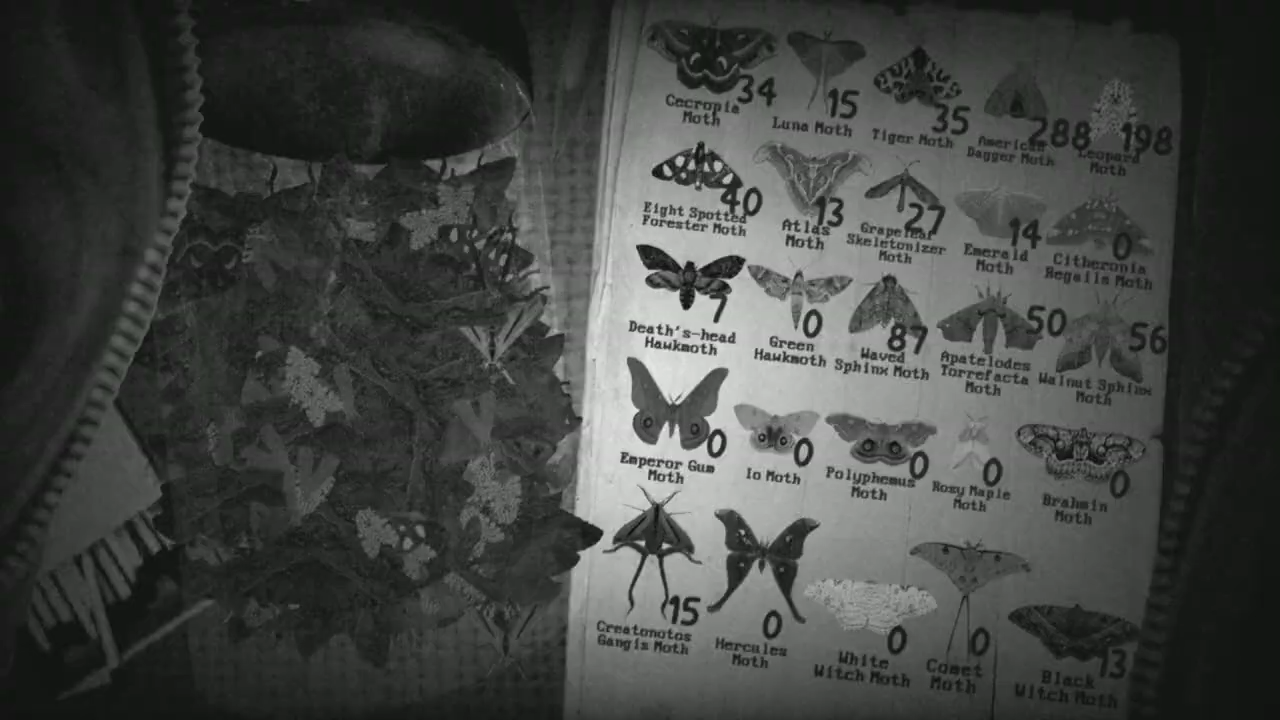 34
Cecropia
Moth
15
Luna Moth
35
Tiger Moth
288
American
Dagger Moth
198
Leopard
Moth
40
Eight Spotted
Forester Moth
13
Atlas
Moth
27
Grapeleaf
Skeletonizer
Moth
14
Emerald
Moth
0
Citheronia
Regalis Moth
7
Death's-head
Hawkmoth
0
Green
Hawkmoth
87
Waved
Sphinx Moth
50
Apatelodes
Torrefacta
Moth
56
Walnut Sphinx
Moth
0
Emperor Gum
Moth
0
Io Moth
0
Polyphemus
Moth
0
Rosy Maple
Moth
0
Brahmin
Moth
15
Creatonotos
Gangis Moth
0
Hercules
Moth
0
White
Witch Moth
0
Comet
Moth
13
Black
Witch Moth